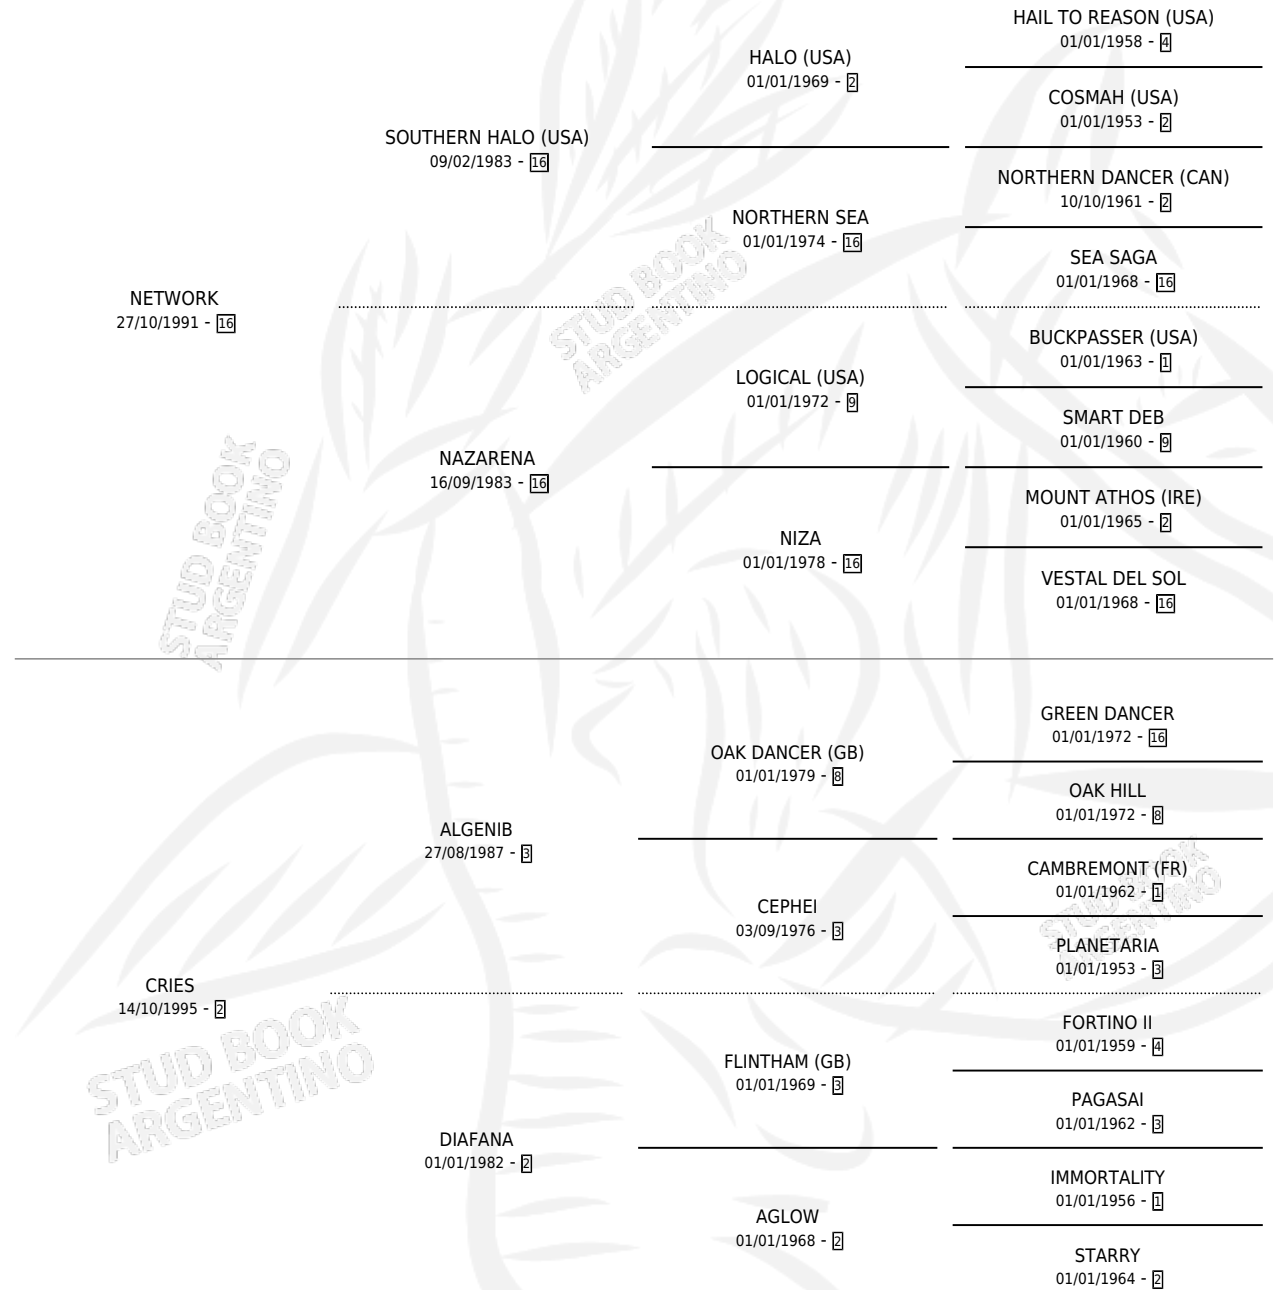 HAIL TO REASON (USA)
01/01/1958 - 4
HALO (USA)
01/01/1969 - 2
COSMAH (USA)
01/01/1953 - 2
SOUTHERN HALO (USA)
09/02/1983 - 16
NORTHERN DANCER (CAN)
10/10/1961 - 2
NORTHERN SEA
01/01/1974 - 16
SEA SAGA
01/01/1968 - 16
NETWORK
27/10/1991 - 16
BUCKPASSER (USA)
01/01/1963 - 1
LOGICAL (USA)
01/01/1972 - 9
SMART DEB
01/01/1960 - 9
NAZARENA
16/09/1983 - 16
MOUNT ATHOS (IRE)
01/01/1965 - 2
NIZA
01/01/1978 - 16
VESTAL DEL SOL
01/01/1968 - 16
STUD BOOK
ARGENTINO
STUD BOOK
ARGENTINO
GREEN DANCER
01/01/1972 - 16
OAK DANCER (GB)
01/01/1979 - 8
OAK HILL
01/01/1972 - 8
ALGENIB
27/08/1987 - 3
CAMBREMONT (FR)
01/01/1962 - 1
CEPHEI
03/09/1976 - 3
PLANETARIA
01/01/1953 - 3
STUD BOOK
ARGENTINO
CRIES
14/10/1995 - 2
FORTINO II
01/01/1959 - 4
FLINTHAM (GB)
01/01/1969 - 3
PAGASAI
01/01/1962 - 3
DIAFANA
01/01/1982 - 2
IMMORTALITY
01/01/1956 - 1
AGLOW
01/01/1968 - 2
STARRY
01/01/1964 - 2
STUD BOOK
ARGENTINO